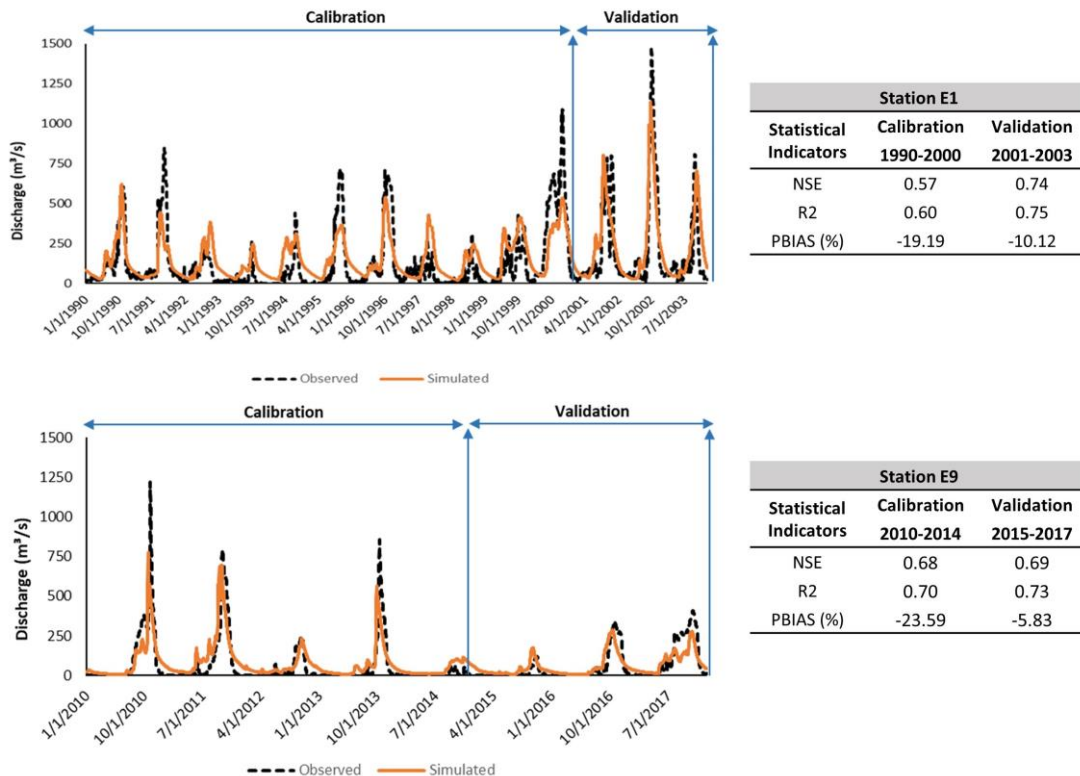 Calibration Validation
1500
1250
1000
750
500
250
0
Discharge (m³/s)
1/1/1990
10/1/1990
7/1/1991
4/1/1992
1/1/1993
10/1/1993
7/1/1994
4/1/1995
1/1/1996
10/1/1996
7/1/1997
4/1/1998
1/1/1999
10/1/1999
7/1/2000
4/1/2001
1/1/2002
10/1/2002
7/1/2003
Observed Simulated
Station E1
Statistical Indicators Calibration 1990-2000 Validation 2001-2003
NSE 0.57 0.74
R2 0.60 0.75
PBIAS (%) -19.19 -10.12
Calibration Validation
1500
1250
1000
750
500
250
0
Discharge (m³/s)
1/1/2010
10/1/2010
7/1/2011
4/1/2012
1/1/2013
10/1/2013
7/1/2014
4/1/2015
1/1/2016
10/1/2016
7/1/2017
Observed Simulated
Station E9
Statistical Indicators Calibration 2010-2014 Validation 2015-2017
NSE 0.68 0.69
R2 0.70 0.73
PBIAS (%) -23.59 -5.83